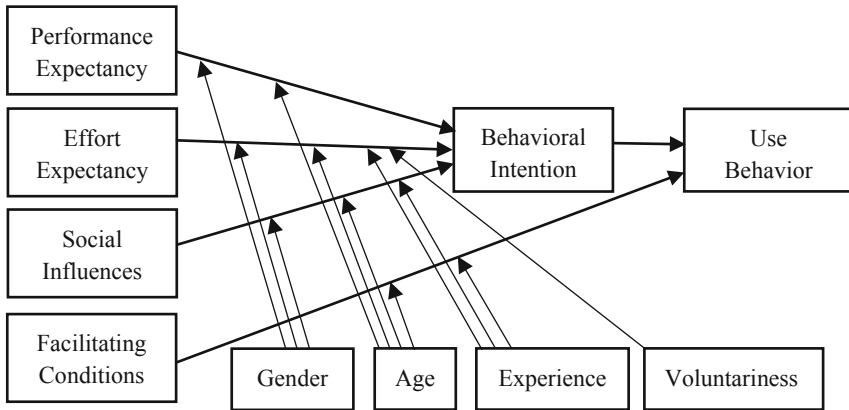 Performance
Expectancy
Effort
Expectancy
Social
Influences
Facilitating
Conditions
Behavioral
Intention
Use
Behavior
Gender
Age
Experience
Voluntariness